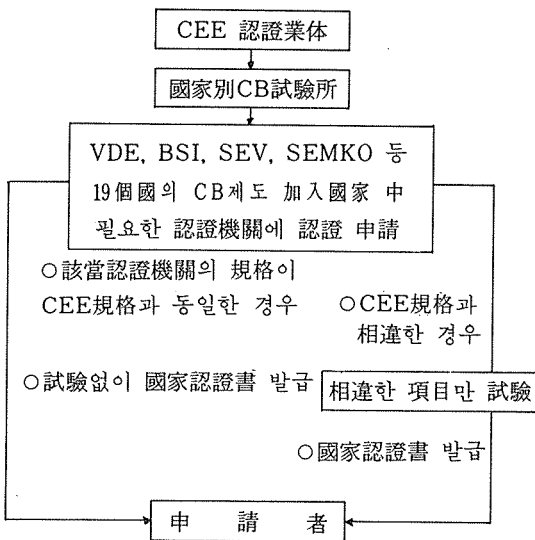 CEE 認證業体
國家別CB試驗所
VDE, BSI, SEV, SEMKO 등
19個國의 CB제도 加入國家 中
필요한 認證機關에 認證 申請
○該當認證機關의 規格이
CEE規格과 동일한 경우
○CEE規格과
相違한 경우
○試驗없이 國家認證書 발급
相違한 項目만 試驗
○國家認證書 발급
申 請 者